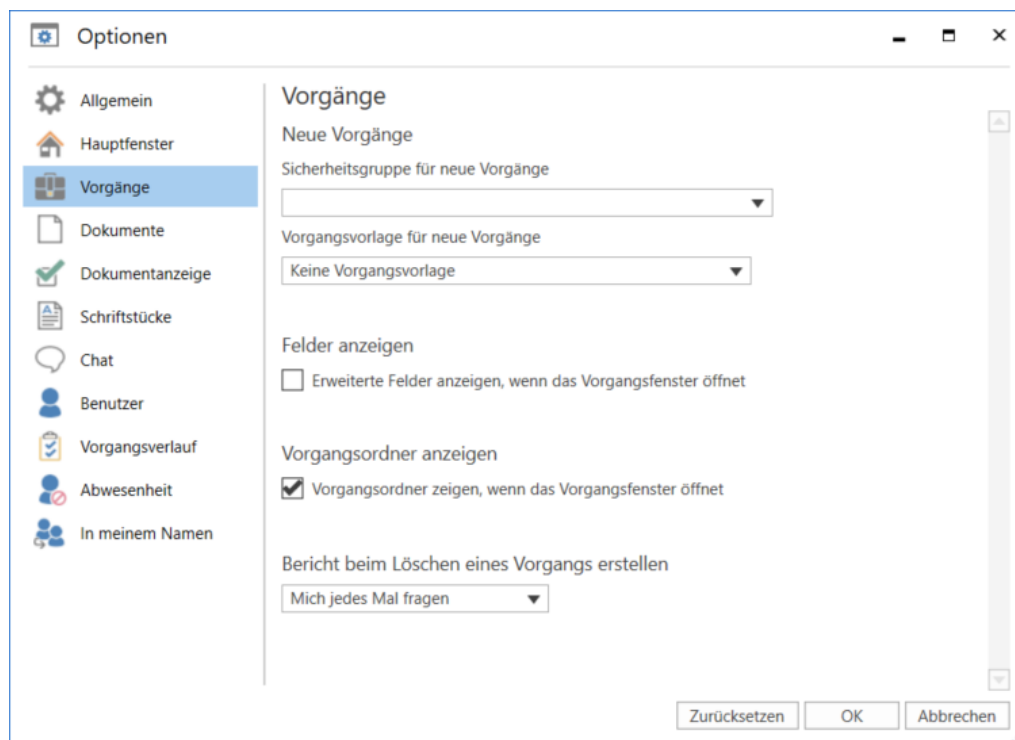 Optionen
Allgemein
Hauptfenster
Vorgänge
Dokumente
Dokumentanzeige
Schriftstücke
Chat
Benutzer
Vorgangsverlauf
Abwesenheit
In meinem Namen
Vorgänge
Neue Vorgänge
Sicherheitsgruppe für neue Vorgänge
Vorgangsvorlage für neue Vorgänge
Keine Vorgangsvorlage
Felder anzeigen
Erweiterte Felder anzeigen, wenn das Vorgangsfenster öffnet
Vorgangsordner anzeigen
Vorgangsordner zeigen, wenn das Vorgangsfenster öffnet
Bericht beim Löschen eines Vorgangs erstellen
Mich jedes Mal fragen
Zurücksetzen OK Abbrechen